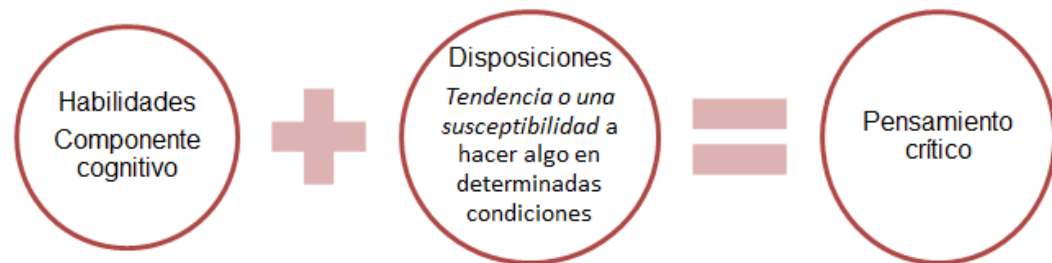 Habilidades
Componente
cognitivo
Disposiciones
Tendencia o una
susceptibilidad a
hacer algo en
determinadas
condiciones
Pensamiento
crítico